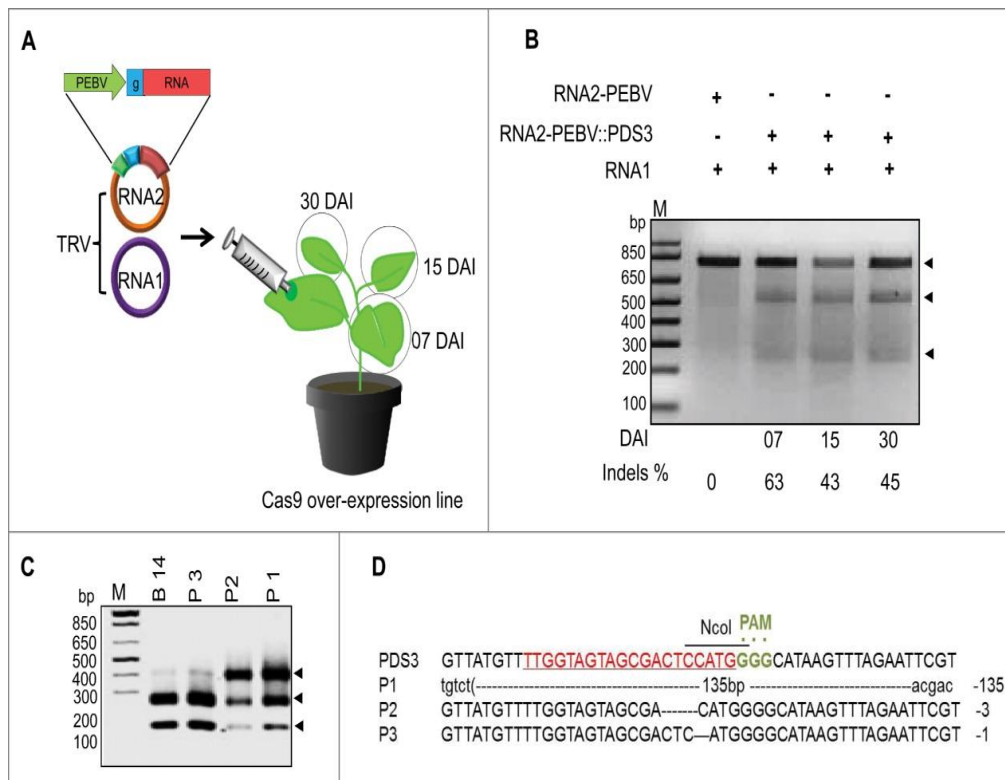 A
PEBV g RNA
RNA2
TRV
RNA1
30 DAI
15 DAI
07 DAI
Cas9 over-expression line
B
RNA2-PEBV + - - -
RNA2-PEBV::PDS3 - + + +
RNA1 + + + +
M
bp
850
650
500
400
300
200
100
DAI 07 15 30
Indels % 0 63 43 45
C
M B 14 P 3 P2 P 1
bp
850
650
500
400
300
200
100
D
NcoI PAM
PDS3 GTTATGTTTTGGTAGTAGCGACTCCATGGGGCATAAGTTTAGAATTCGT
P1 tgtct(---------------------------------135bp ------------------------acgac -135
P2 GTTATGTTTTGGTAGTAGCGA-------CATGGGGCATAAGTTTAGAATTCGT -3
P3 GTTATGTTTTGGTAGTAGCGACTC—ATGGGGCATAAGTTTAGAATTCGT -1